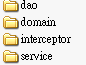 dao
domain
interceptor
service